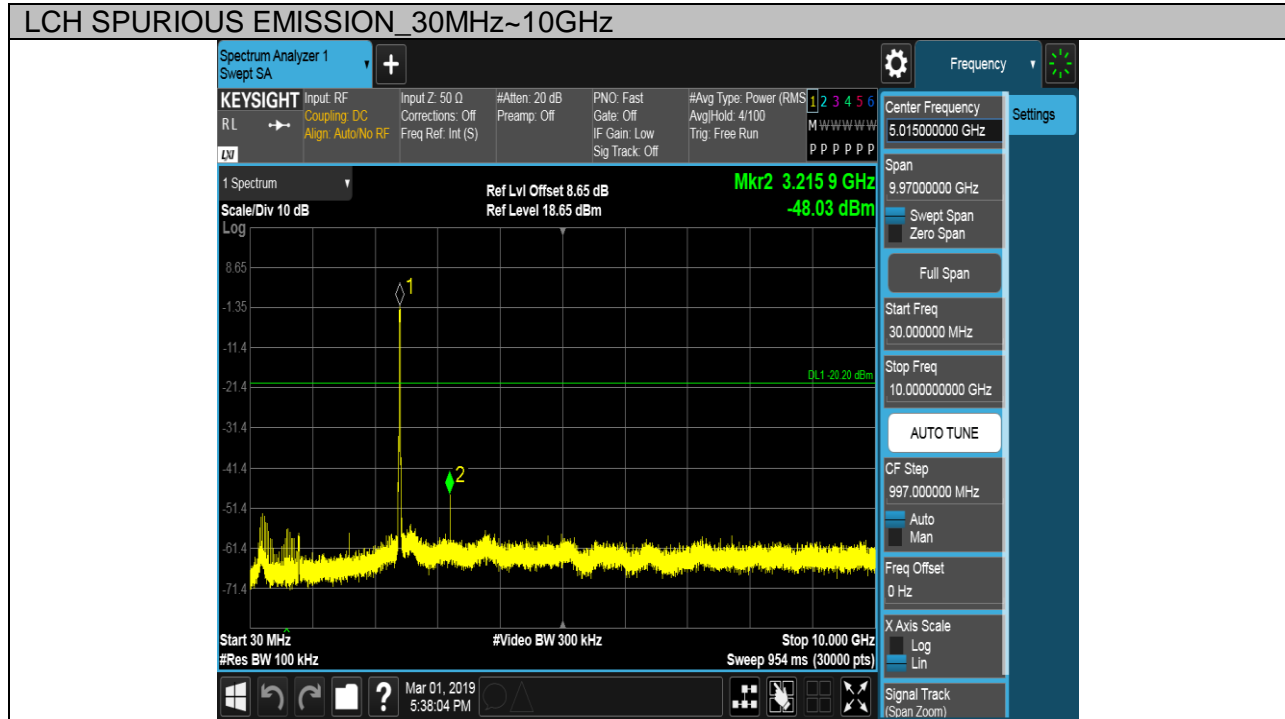 LCH SPURIOUS EMISSION_30MHz~10GHz
Spectrum Analyzer 1
Swept SA
Frequency
KEYSIGHT
RL
LXI
Input: RF
Coupling: DC
Align: Auto/No RF
Input Z: 50 Ω
Corrections: Off
Freq Ref: Int (S)
#Atten: 20 dB
Preamp: Off
PNO: Fast
Gate: Off
IF Gain: Low
Sig Track: Off
#Avg Type: Power (RMS
Avg|Hold: 4/100
Trig: Free Run
1 2 3 4 5 6
M W W W W W
P P P P P P
1 Spectrum
Scale/Div 10 dB
Log
Ref Lvl Offset 8.65 dB
Ref Level 18.65 dBm
Mkr2 3.215 9 GHz
-48.03 dBm
8.65
-1.35
-11.4
-21.4
-31.4
-41.4
-51.4
-61.4
-71.4
1
DL1 -20.20 dBm
2
Start 30 MHz
#Res BW 100 kHz
#Video BW 300 kHz
Stop 10.000 GHz
Sweep 954 ms (30000 pts)
Mar 01, 2019
5:38:04 PM
Center Frequency
5.015000000 GHz
Settings
Span
9.97000000 GHz
Swept Span
Zero Span
Full Span
Start Freq
30.000000 MHz
Stop Freq
10.000000000 GHz
AUTO TUNE
CF Step
997.000000 MHz
Auto
Man
Freq Offset
0 Hz
X Axis Scale
Log
Lin
Signal Track
(Span Zoom)